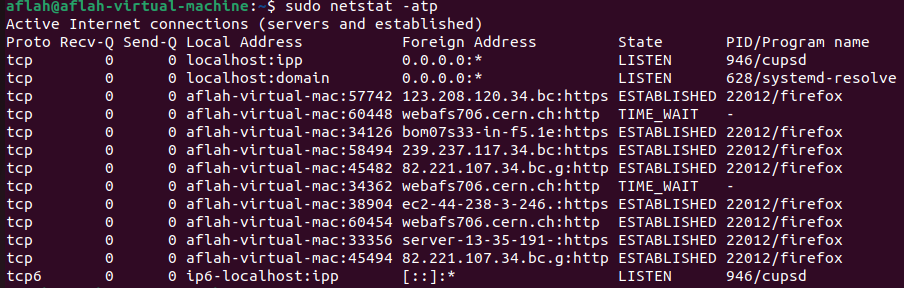 aflah@aflah-virtual-machine:~$ sudo netstat -atp
Active Internet connections (servers and established)
Proto Recv-Q Send-Q Local Address           Foreign Address         State       PID/Program name
tcp        0      0 localhost:ipp           0.0.0.0:*               LISTEN      946/cupsd
tcp        0      0 localhost:domain        0.0.0.0:*               LISTEN      628/systemd-resolve
tcp        0      0 aflah-virtual-mac:57742 123.208.120.34.bc:https ESTABLISHED 22012/firefox
tcp        0      0 aflah-virtual-mac:60448 webafs706.cern.ch:http  TIME_WAIT   -
tcp        0      0 aflah-virtual-mac:34126 bom07s33-in-f5.1e:https ESTABLISHED 22012/firefox
tcp        0      0 aflah-virtual-mac:58494 239.237.117.34.bc:https ESTABLISHED 22012/firefox
tcp        0      0 aflah-virtual-mac:45482 82.221.107.34.bc.g:http ESTABLISHED 22012/firefox
tcp        0      0 aflah-virtual-mac:34362 webafs706.cern.ch:http  TIME_WAIT   -
tcp        0      0 aflah-virtual-mac:38904 ec2-44-238-3-246.:https ESTABLISHED 22012/firefox
tcp        0      0 aflah-virtual-mac:60454 webafs706.cern.ch:http  ESTABLISHED 22012/firefox
tcp        0      0 aflah-virtual-mac:33356 server-13-35-191-:https ESTABLISHED 22012/firefox
tcp        0      0 aflah-virtual-mac:45494 82.221.107.34.bc.g:http ESTABLISHED 22012/firefox
tcp6       0      0 ip6-localhost:ipp       [::]:*                  LISTEN      946/cupsd